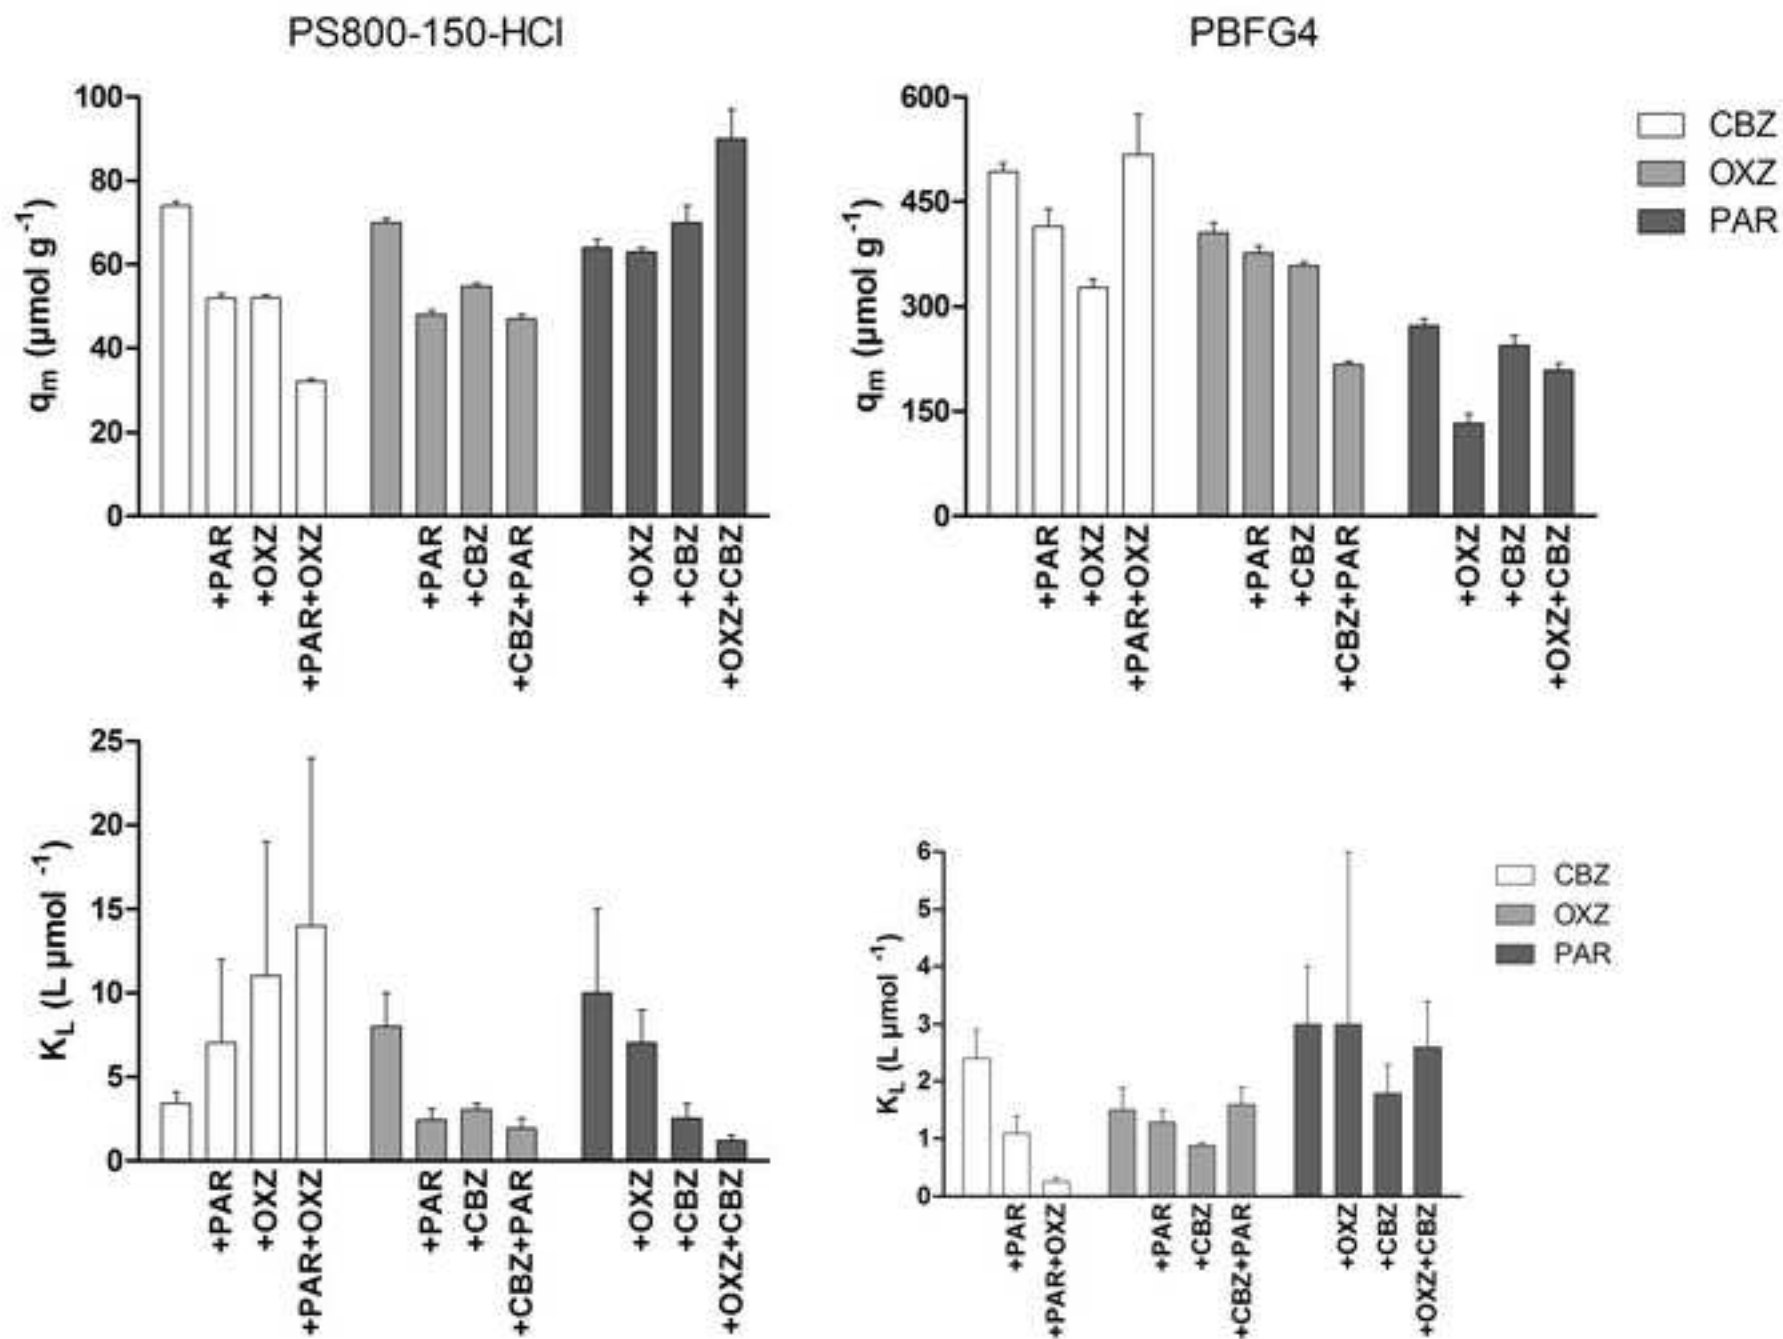 PS800-150-HCl
PBFG4
100
80
60
40
20
0
qm (µmol g-1)
+PAR
+OXZ
+PAR+OXZ
+PAR
+CBZ
+CBZ+PAR
+OXZ
+CBZ
+OXZ+CBZ
600
450
300
150
0
qm (µmol g-1)
+PAR
+OXZ
+PAR+OXZ
+PAR
+CBZ
+CBZ+PAR
+OXZ
+CBZ
+OXZ+CBZ
CBZ
OXZ
PAR
25
20
15
10
5
0
KL (L µmol -1)
+PAR
+OXZ
+PAR+OXZ
+PAR
+CBZ
+CBZ+PAR
+OXZ
+CBZ
+OXZ+CBZ
6
5
4
3
2
1
0
KL (L µmol -1)
+PAR
+PAR+OXZ
+PAR
+CBZ
+CBZ+PAR
+OXZ
+CBZ
+OXZ+CBZ
CBZ
OXZ
PAR